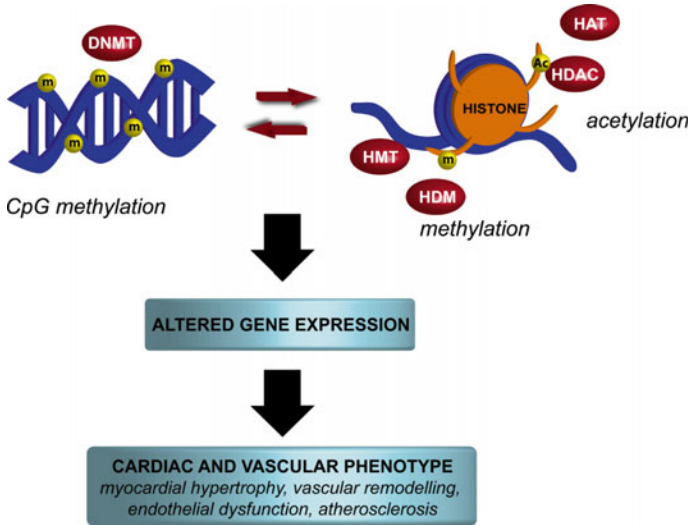 DNMT
m
m
m
m
m
CpG methylation
HAT
Ac
HDAC
HISTONE
acetylation
HMT
m
HDM
methylation
ALTERED GENE EXPRESSION
CARDIAC AND VASCULAR PHENOTYPE
myocardial hypertrophy, vascular remodelling,
endothelial dysfunction, atherosclerosis